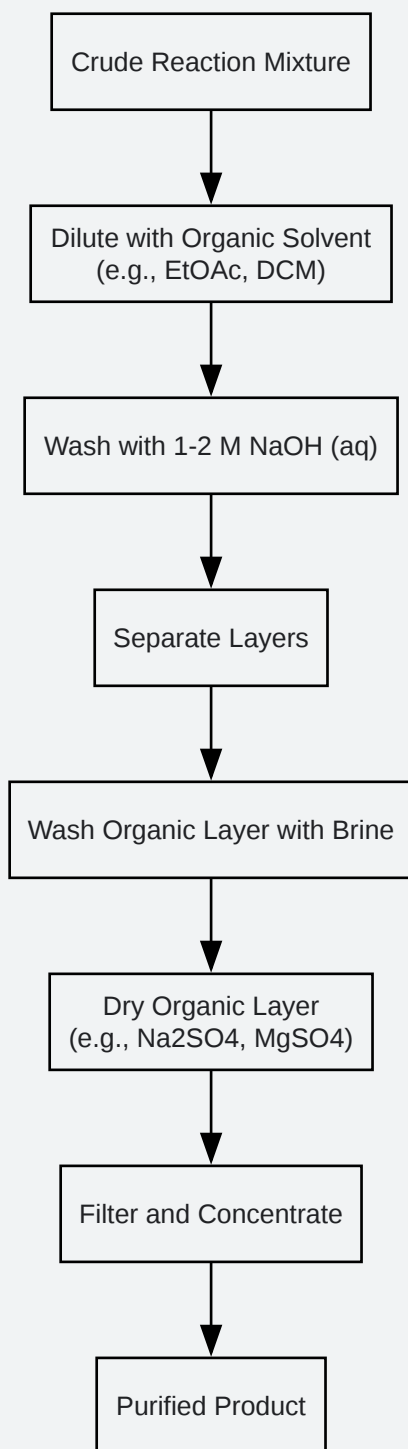 Crude Reaction Mixture
Dilute with Organic Solvent
(e.g., EtOAc, DCM)
Wash with 1-2 M NaOH (aq)
Separate Layers
Wash Organic Layer with Brine
Dry Organic Layer
(e.g., Na2SO4, MgSO4)
Filter and Concentrate
Purified Product